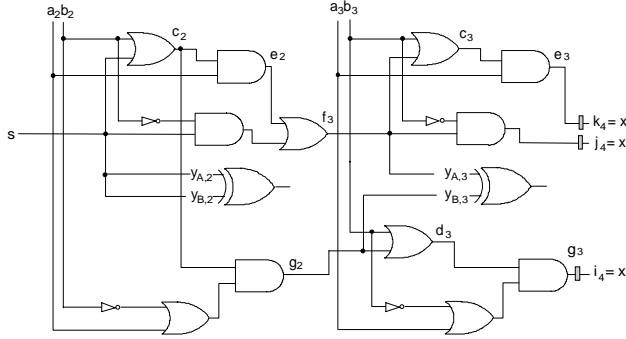 a2b2
a3b3
c2
e2
c3
e3
s
f3
k4 = x
j4 = x
yA,2
yB,2
yA,3
yB,3
d3
g2
g3
i4 = x